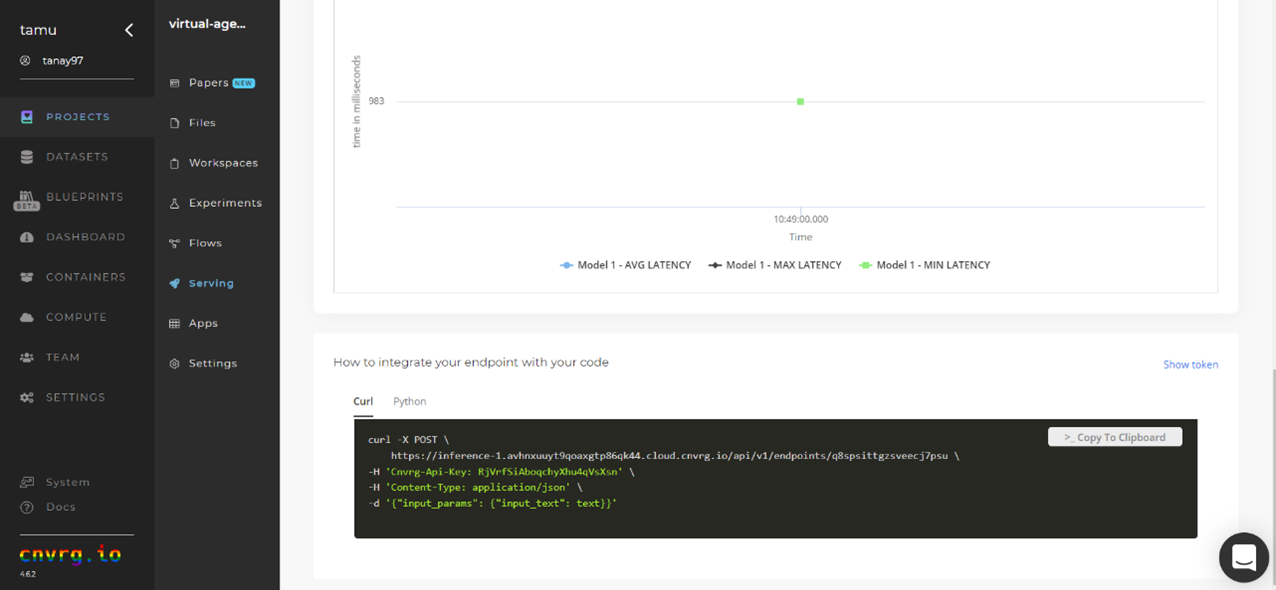 tamu
tanay97
PROJECTS
DATASETS
BLUEPRINTS
BETA
DASHBOARD
CONTAINERS
COMPUTE
TEAM
SETTINGS
System
Docs
cnvrg.io
4.6.2
virtual-age...
Papers NEW
Files
Workspaces
Experiments
Flows
Serving
Apps
Settings
time in milliseconds
983
10:49:00.000
Time
Model 1 - AVG LATENCY Model 1 - MAX LATENCY Model 1 - MIN LATENCY
How to integrate your endpoint with your code
Show token
Curl Python
>_ Copy To Clipboard
curl -X POST \
https://inference-1.avhnxuuyt9qoaxgtp86qk44.cloud.cnvrg.io/api/v1/endpoints/q8spsittgzsveecj7psu \
-H 'Cnvrg-Api-Key: RjVrfSiAboqchyXhu4qVsXsn' \
-H 'Content-Type: application/json' \
-d '{"input_params": {"input_text": text}}'